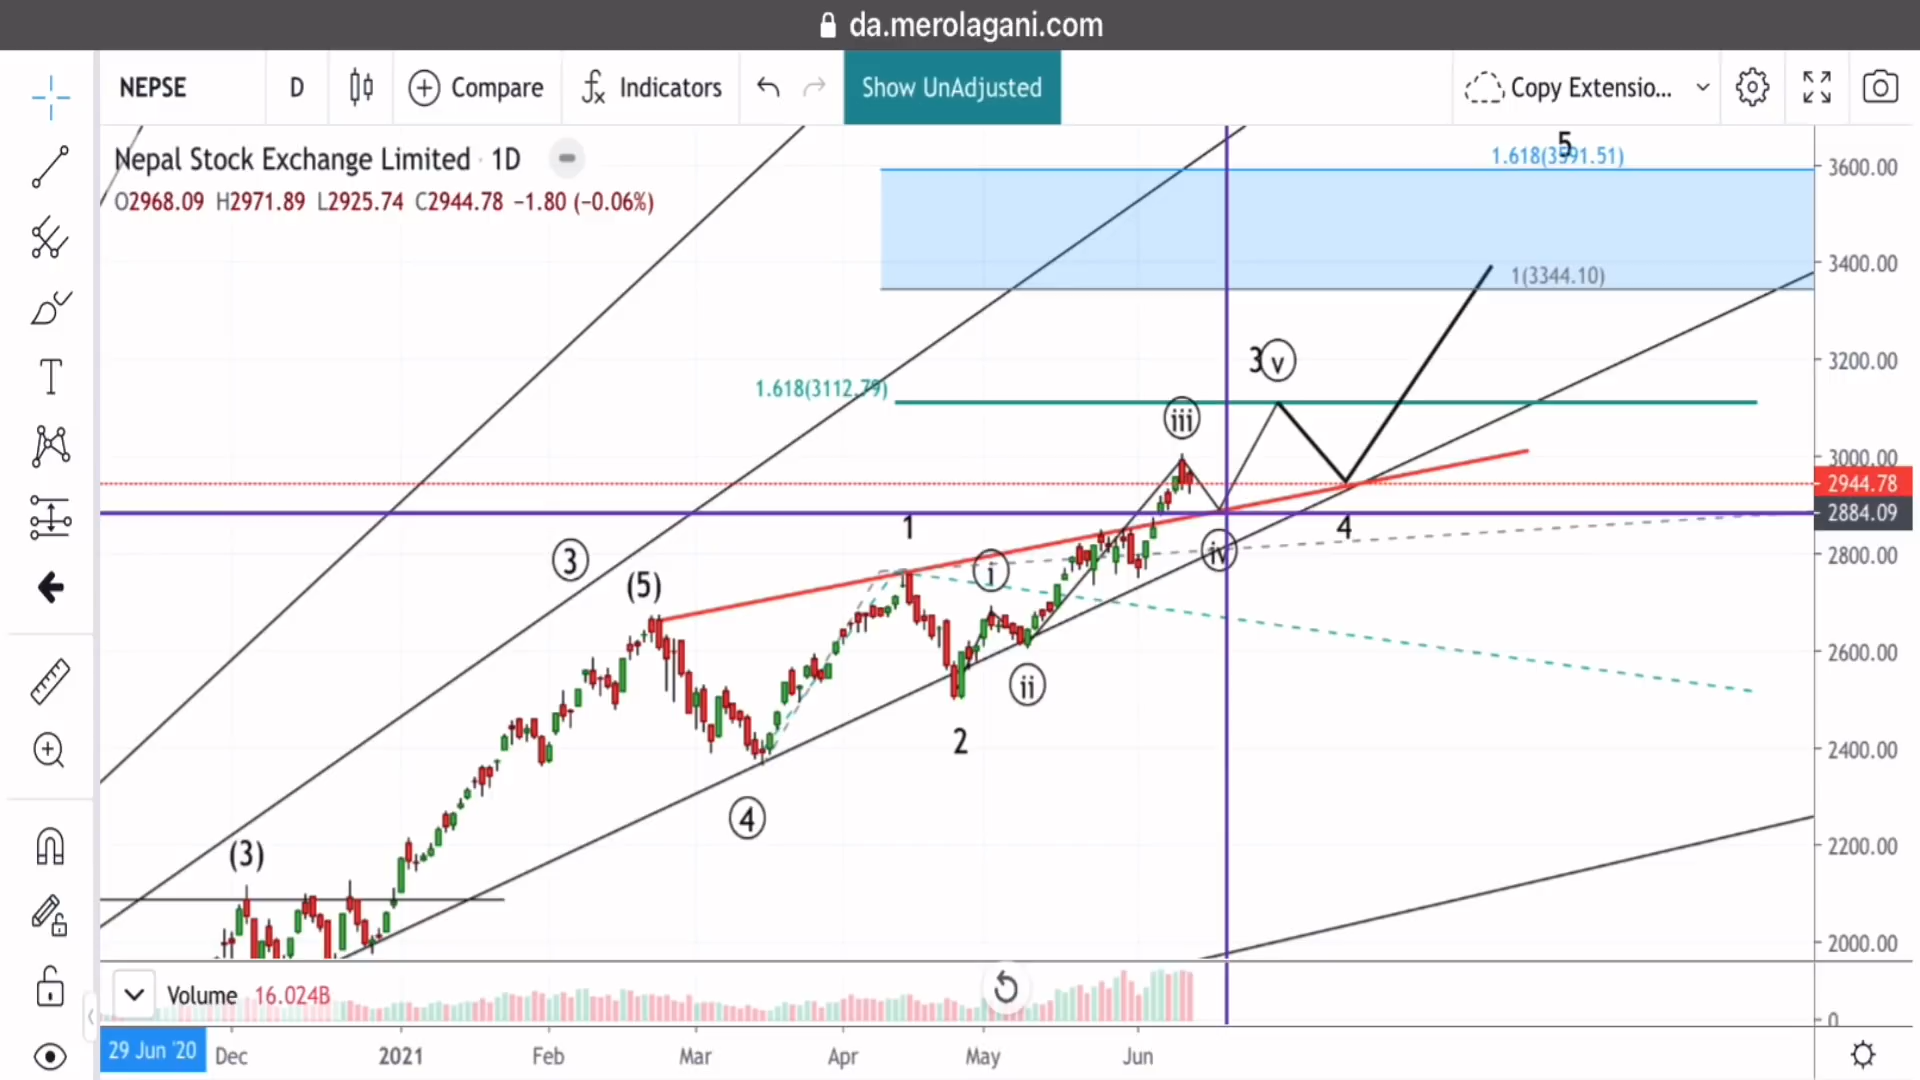 da.merolagani.com
NEPSE D Compare Indicators Show UnAdjusted Copy Extensio...
Nepal Stock Exchange Limited · 1D
O2968.09 H2971.89 L2925.74 C2944.78 −1.80 (−0.06%)
5
1.618(3591.51)
3600.00
3400.00
1(3344.10)
3200.00
3 v
1.618(3112.79)
iii
3000.00
2944.78
2884.09
1
4
3
iv
2800.00
(5)
i
2600.00
ii
2
2400.00
4
(3)
2200.00
2000.00
Volume 16.024B
0
29 Jun '20 Dec 2021 Feb Mar Apr May Jun